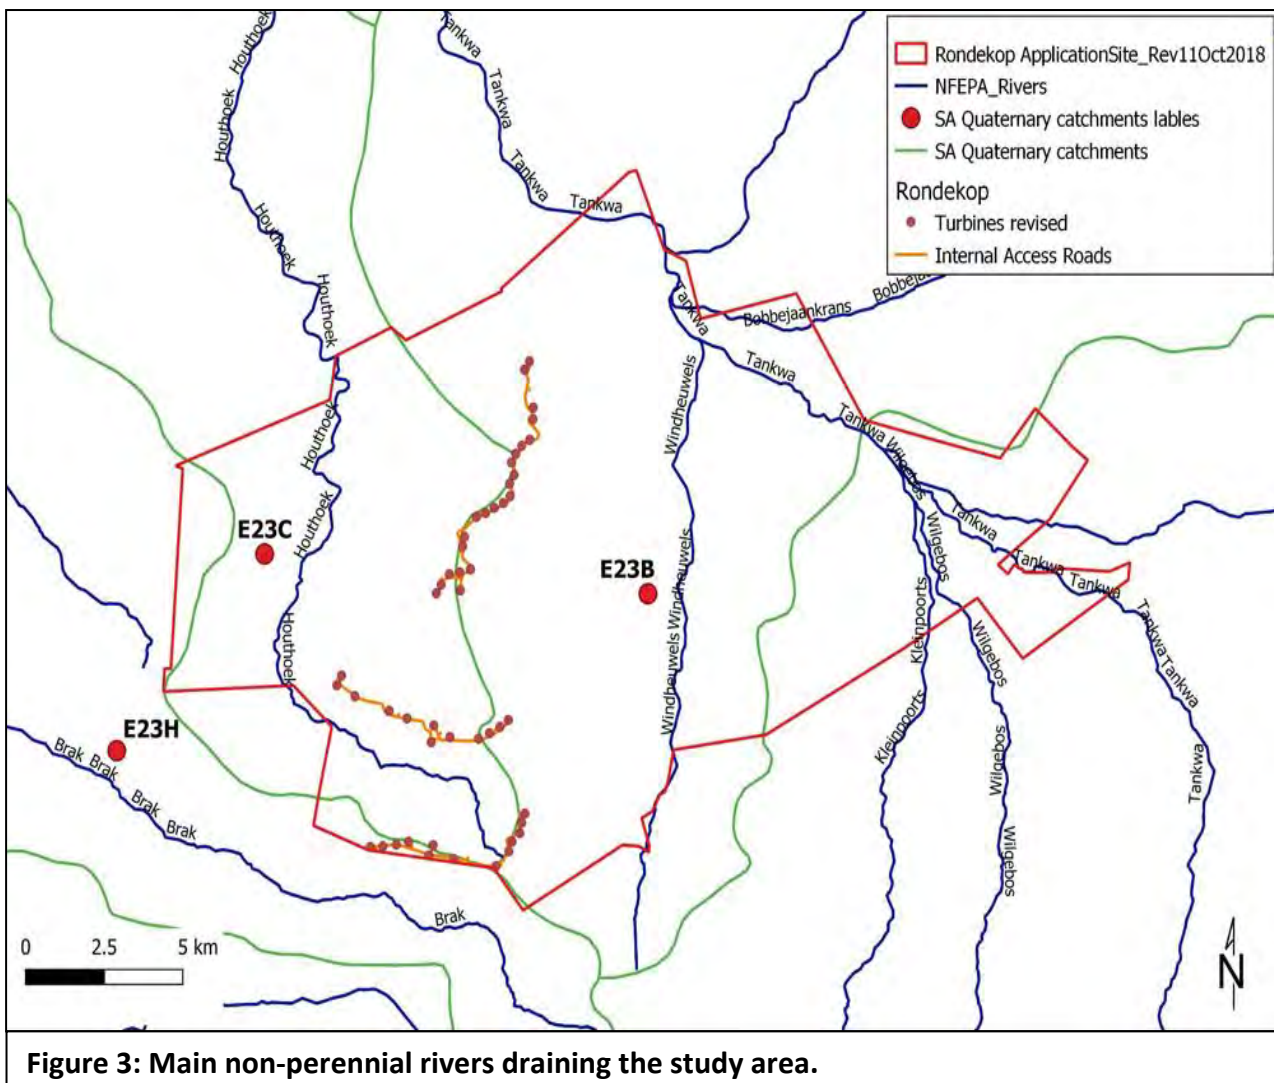 Rondekop ApplicationSite_Rev11Oct2018
NFEPA_Rivers
SA Quaternary catchments lables
SA Quaternary catchments
Rondekop
Turbines revised
Internal Access Roads
Houthoek
Houthoek
Houthoek
Houthoek
Houthoek
Houthoek
Houthoek
Houthoek
Houthoek
Tankwa
Tankwa
Tankwa
Tankwa
Tankwa
Tankwa
Tankwa
Bobbejaankrans
Tankwa
Wilgebos
Windheuwels
Windheuwels
Windheuwels
Windheuwels
E23C
E23B
E23H
Tankwa
Tankwa
Tankwa
Tankwa
Tankwa
Tankwa
Wilgebos
Wilgebos
Wilgebos
Wilgebos
Kleinpoorts
Kleinpoorts
Brak
Brak
Brak
Brak
Brak
0 2.5 5 km
N
Figure 3: Main non-perennial rivers draining the study area.